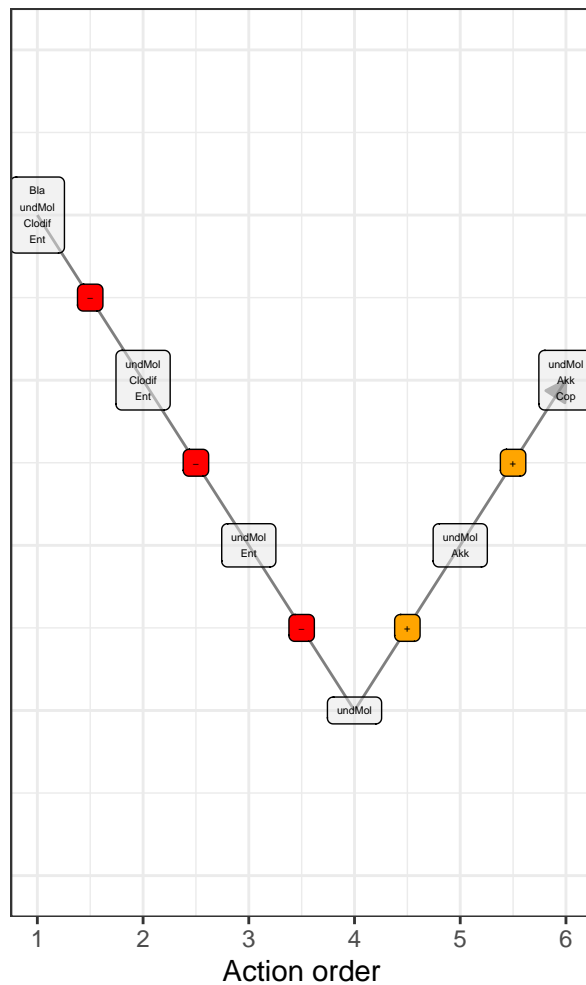 Bla
undMol
Clodif
Ent
-
undMol
Clodif
Ent
-
undMol
Ent
-
undMol
+
undMol
Akk
+
undMol
Akk
Cop
1 2 3 4 5 6
Action order